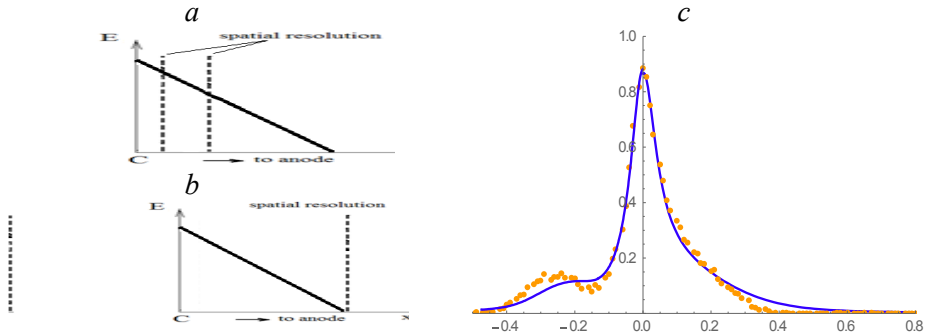 a
E
spatial resolution
C
to anode
b
E
spatial resolution
C
to anode
c
1.0
0.8
0.6
0.4
0.2
−0.4
−0.2
0.0
0.2
0.4
0.6
0.8